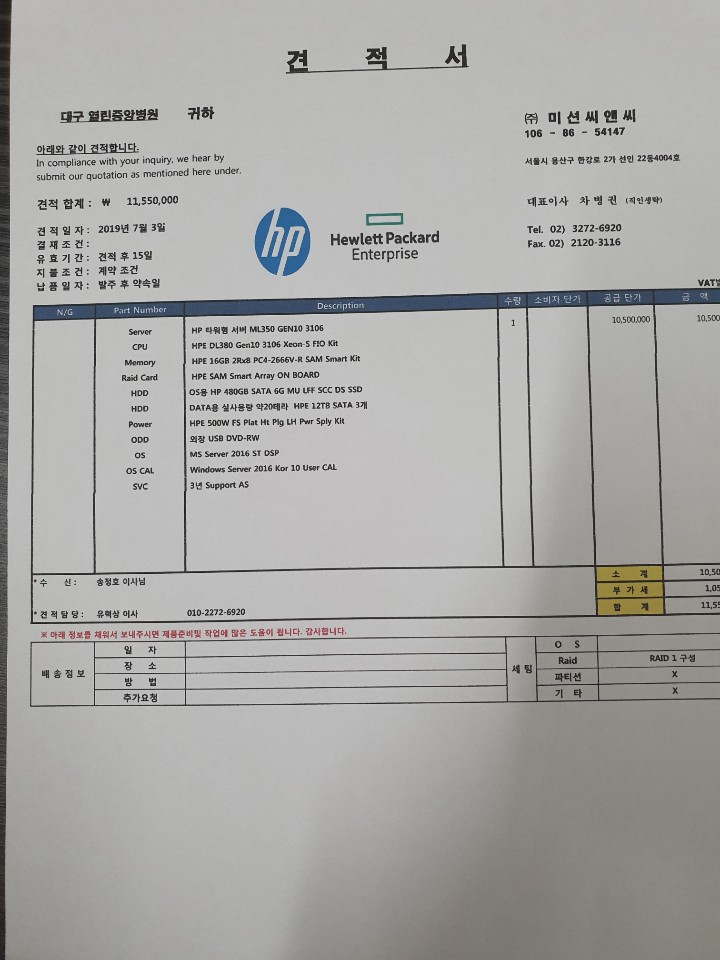 견 적 서
대구 열린중앙병원 귀하
㈜ 미션씨앤씨
106 - 86 - 54147
아래와 같이 견적합니다.
In compliance with your inquiry, we hear by
submit our quotation as mentioned here under.
서울시 용산구 한강로 2가 선인 22동4004호
견적 합계 : ₩ 11,550,000
대표이사 차병권 (직인생략)
견 적 일 자 : 2019년 7월 3일
결 재 조 건 :
유 효 기 간 : 견적 후 15일
지 불 조 건 : 계약 조건
납 품 일 자 : 발주 후 약속일
Tel. 02) 3272-6920
Fax. 02) 2120-3116
hp
Hewlett Packard
Enterprise
VAT
N/G Part Number Description 수량 소비자 단가 공급 단가 금 액
Server HP 타워형 서버 ML350 GEN10 3106 1 10,500,000 10,500
CPU HPE DL380 Gen10 3106 Xeon-S FIO Kit
Memory HPE 16GB 2Rx8 PC4-2666V-R SAM Smart Kit
Raid Card HPE SAM Smart Array ON BOARD
HDD OS용 HP 480GB SATA 6G MU LFF SCC DS SSD
HDD DATA용 실사용량 약20테라 HPE 12TB SATA 3개
Power HPE 500W FS Plat Ht Plg LH Pwr Sply Kit
ODD 외장 USB DVD-RW
OS MS Server 2016 ST DSP
OS CAL Windows Server 2016 Kor 10 User CAL
SVC 3년 Support AS
* 수 신 : 송정호 이사님
소 계 10,50
부 가 세 1,05
* 견 적 담 당 : 유혁상 이사 010-2272-6920
합 계 11,55
※ 아래 정보를 채워서 보내주시면 제품준비및 작업에 많은 도움이 됩니다. 감사합니다.
배 송 정 보
일 자
장 소
방 법
추가요청
세 팅
O S
Raid RAID 1 구성
파티션 X
기 타 X